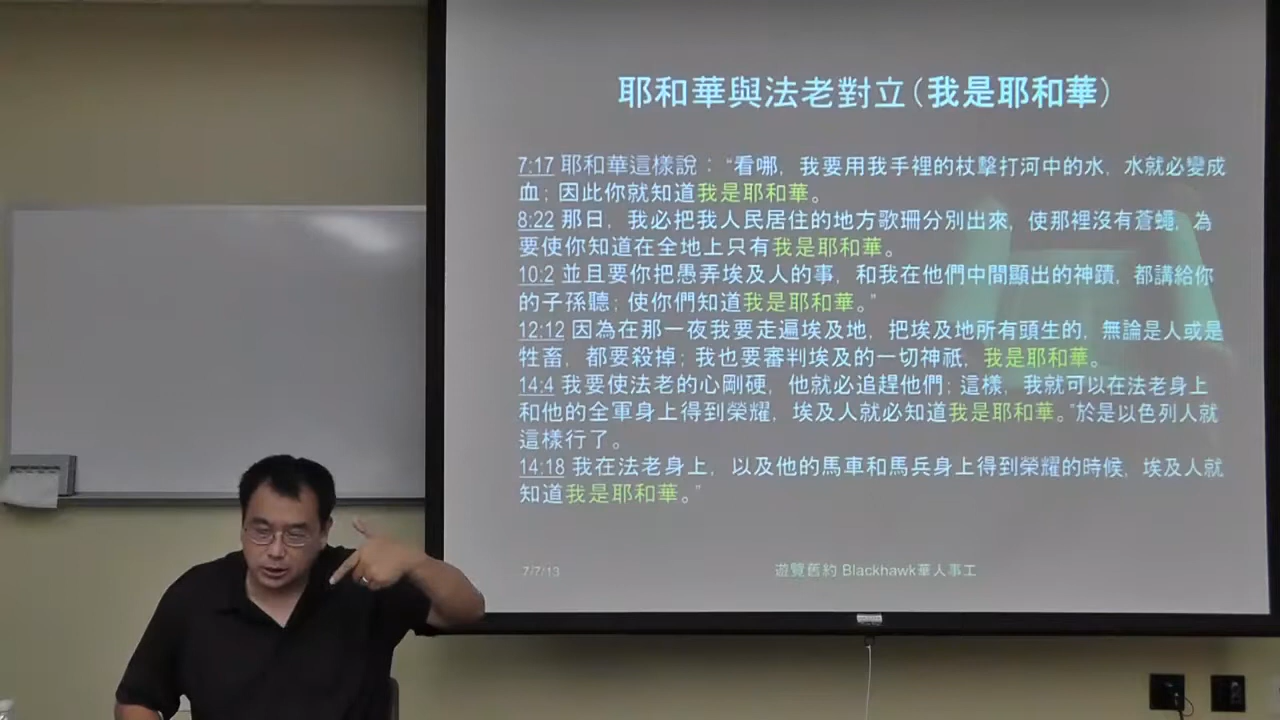 耶和華與法老對立(我是耶和華)
7:17 耶和華這樣說：“看哪，我要用我手裡的杖擊打河中的水，水就必變成
血；因此你就知道我是耶和華。
8:22 那日，我必把我人民居住的地方歌珊分別出來，使那裡沒有蒼蠅，為
要使你知道在全地上只有我是耶和華。
10:2 並且要你把愚弄埃及人的事，和我在他們中間顯出的神蹟，都講給你
的子孫聽；使你們知道我是耶和華。”
12:12 因為在那一夜我要走遍埃及地，把埃及地所有頭生的，無論是人或是
牲畜，都要殺掉；我也要審判埃及的一切神祇，我是耶和華。
14:4 我要使法老的心剛硬，他就必追趕他們；這樣，我就可以在法老身上
和他的全軍身上得到榮耀，埃及人就必知道我是耶和華。”於是以色列人就
這樣行了。
14:18 我在法老身上，以及他的馬車和馬兵身上得到榮耀的時候，埃及人就
知道我是耶和華。”
7/7/13 遊覽舊約 Blackhawk華人事工